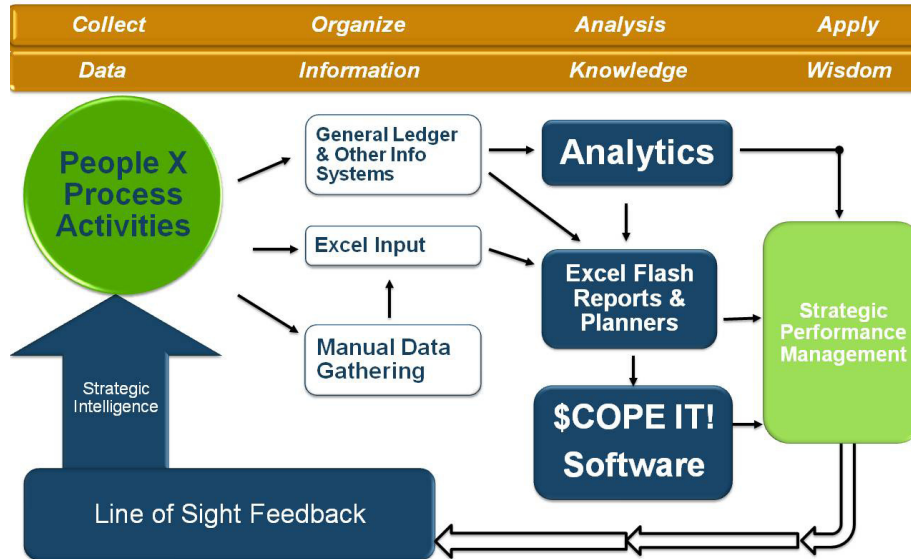 Collect Organize Analysis Apply
Data Information Knowledge Wisdom
People X
Process
Activities
General Ledger
& Other Info
Systems
Analytics
Excel Input
Excel Flash
Reports &
Planners
Strategic
Performance
Management
Manual Data
Gathering
Strategic
Intelligence
$COPE IT!
Software
Line of Sight Feedback